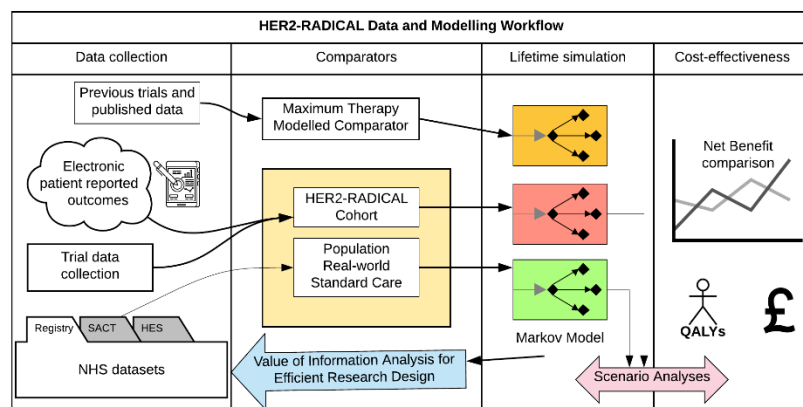 HER2-RADICAL Data and Modelling Workflow
Data collection
Comparators
Lifetime simulation
Cost-effectiveness
Previous trials and
published data
Maximum Therapy
Modelled Comparator
Electronic
patient reported
outcomes
Net Benefit
comparison
HER2-RADICAL
Cohort
Trial data
collection
Population
Real-world
Standard Care
Registry
SACT
HES
NHS datasets
Markov Model
QALYs
£
Value of Information Analysis for
Efficient Research Design
Scenario Analyses